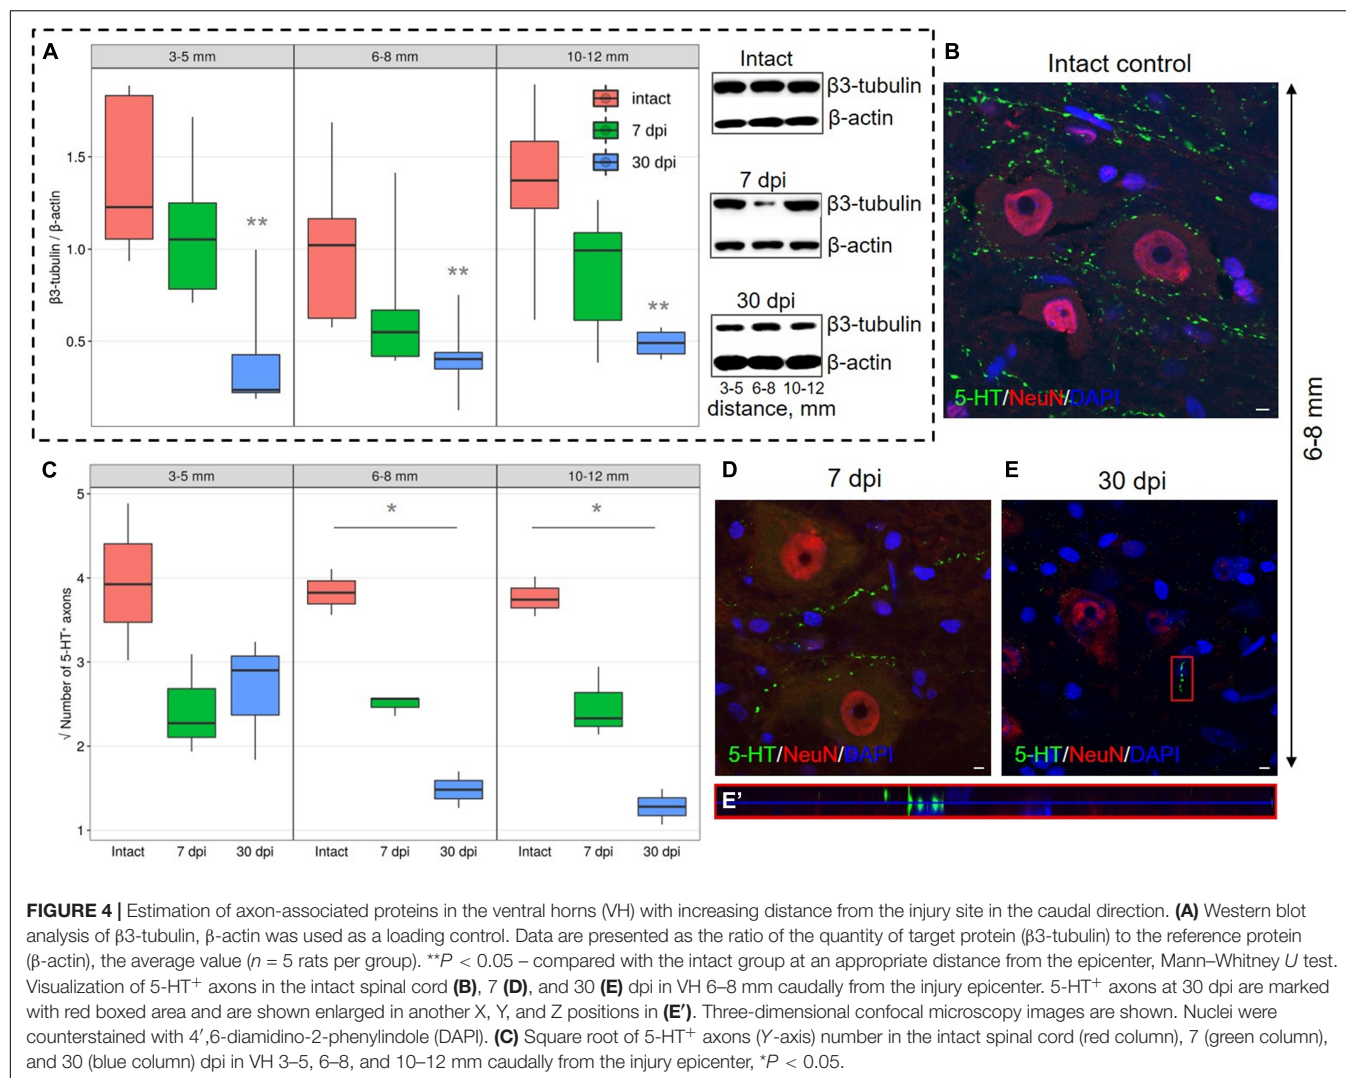 A
3-5 mm
6-8 mm
10-12 mm
β3-tubulin / β-actin
1.5
1.0
0.5
**
**
**
intact
7 dpi
30 dpi
Intact
β3-tubulin
β-actin
7 dpi
β3-tubulin
β-actin
30 dpi
β3-tubulin
β-actin
3-5 6-8 10-12
distance, mm
B
Intact control
5-HT/NeuN/DAPI
6-8 mm
C
3-5 mm
6-8 mm
10-12 mm
√ Number of 5-HT⁺ axons
5
4
3
2
1
*
*
Intact 7 dpi 30 dpi
Intact 7 dpi 30 dpi
Intact 7 dpi 30 dpi
D
7 dpi
5-HT/NeuN/DAPI
E
30 dpi
5-HT/NeuN/DAPI
E'
FIGURE 4 | Estimation of axon-associated proteins in the ventral horns (VH) with increasing distance from the injury site in the caudal direction. (A) Western blot
analysis of β3-tubulin, β-actin was used as a loading control. Data are presented as the ratio of the quantity of target protein (β3-tubulin) to the reference protein
(β-actin), the average value (n = 5 rats per group). **P < 0.05 – compared with the intact group at an appropriate distance from the epicenter, Mann–Whitney U test.
Visualization of 5-HT⁺ axons in the intact spinal cord (B), 7 (D), and 30 (E) dpi in VH 6–8 mm caudally from the injury epicenter. 5-HT⁺ axons at 30 dpi are marked
with red boxed area and are shown enlarged in another X, Y, and Z positions in (E′). Three-dimensional confocal microscopy images are shown. Nuclei were
counterstained with 4′,6-diamidino-2-phenylindole (DAPI). (C) Square root of 5-HT⁺ axons (Y-axis) number in the intact spinal cord (red column), 7 (green column),
and 30 (blue column) dpi in VH 3–5, 6–8, and 10–12 mm caudally from the injury epicenter, *P < 0.05.